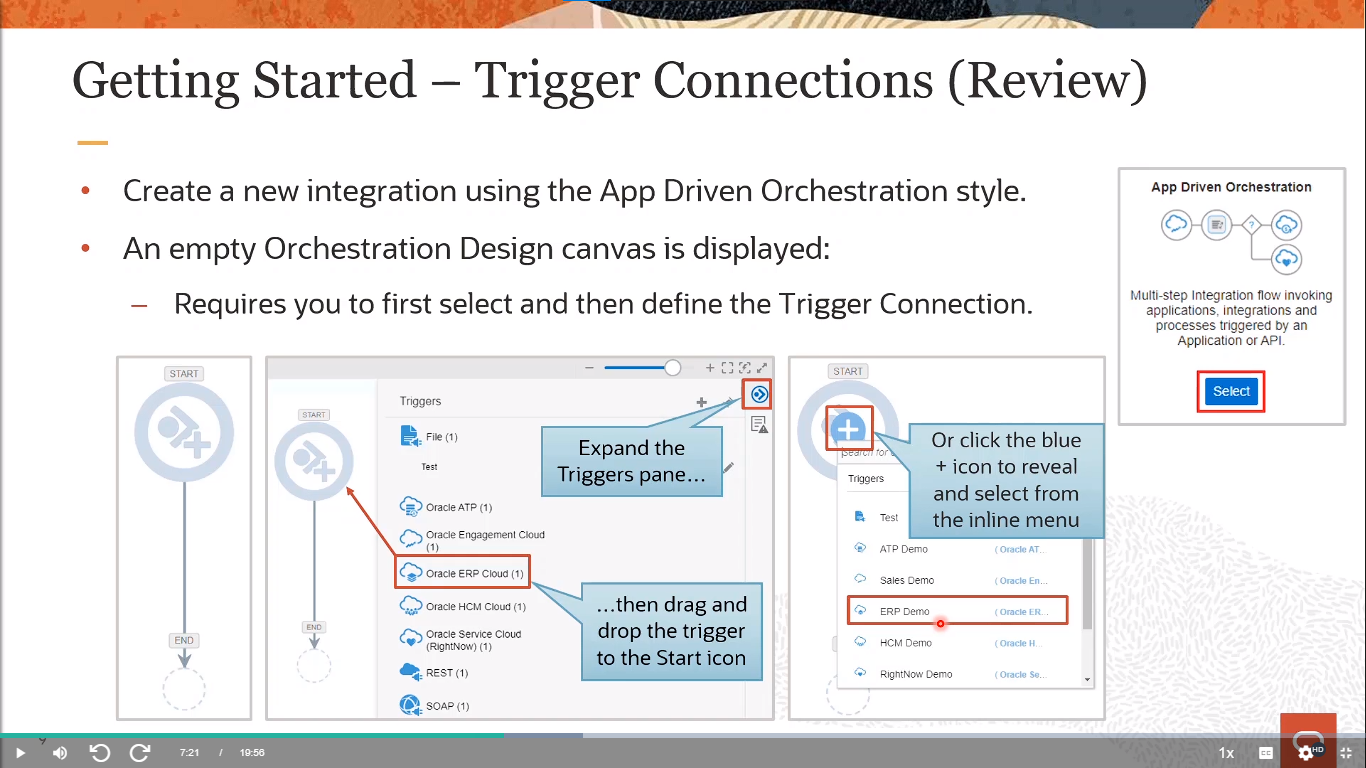 Getting Started – Trigger Connections (Review)
• Create a new integration using the App Driven Orchestration style.
• An empty Orchestration Design canvas is displayed:
– Requires you to first select and then define the Trigger Connection.
App Driven Orchestration
Multi-step Integration flow invoking
applications, integrations and
processes triggered by an
Application or API.
Select
START
END
START
END
Triggers
File (1)
Test
Oracle ATP (1)
Oracle Engagement Cloud
(1)
Oracle ERP Cloud (1)
Oracle HCM Cloud (1)
Oracle Service Cloud
(RightNow) (1)
REST (1)
SOAP (1)
Expand the
Triggers pane…
…then drag and
drop the trigger
to the Start icon
START
Search for
Triggers
Test
ATP Demo ( Oracle AT...
Sales Demo ( Oracle En...
ERP Demo ( Oracle ER...
HCM Demo ( Oracle H...
RightNow Demo ( Oracle Se...
Or click the blue
+ icon to reveal
and select from
the inline menu
9
7:21 / 19:56
1x
CC
HD